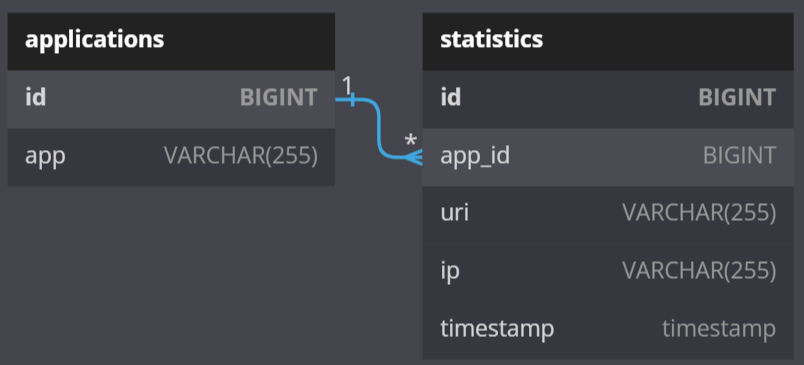 applications
id BIGINT
app VARCHAR(255)
1
*
statistics
id BIGINT
app_id BIGINT
uri VARCHAR(255)
ip VARCHAR(255)
timestamp timestamp